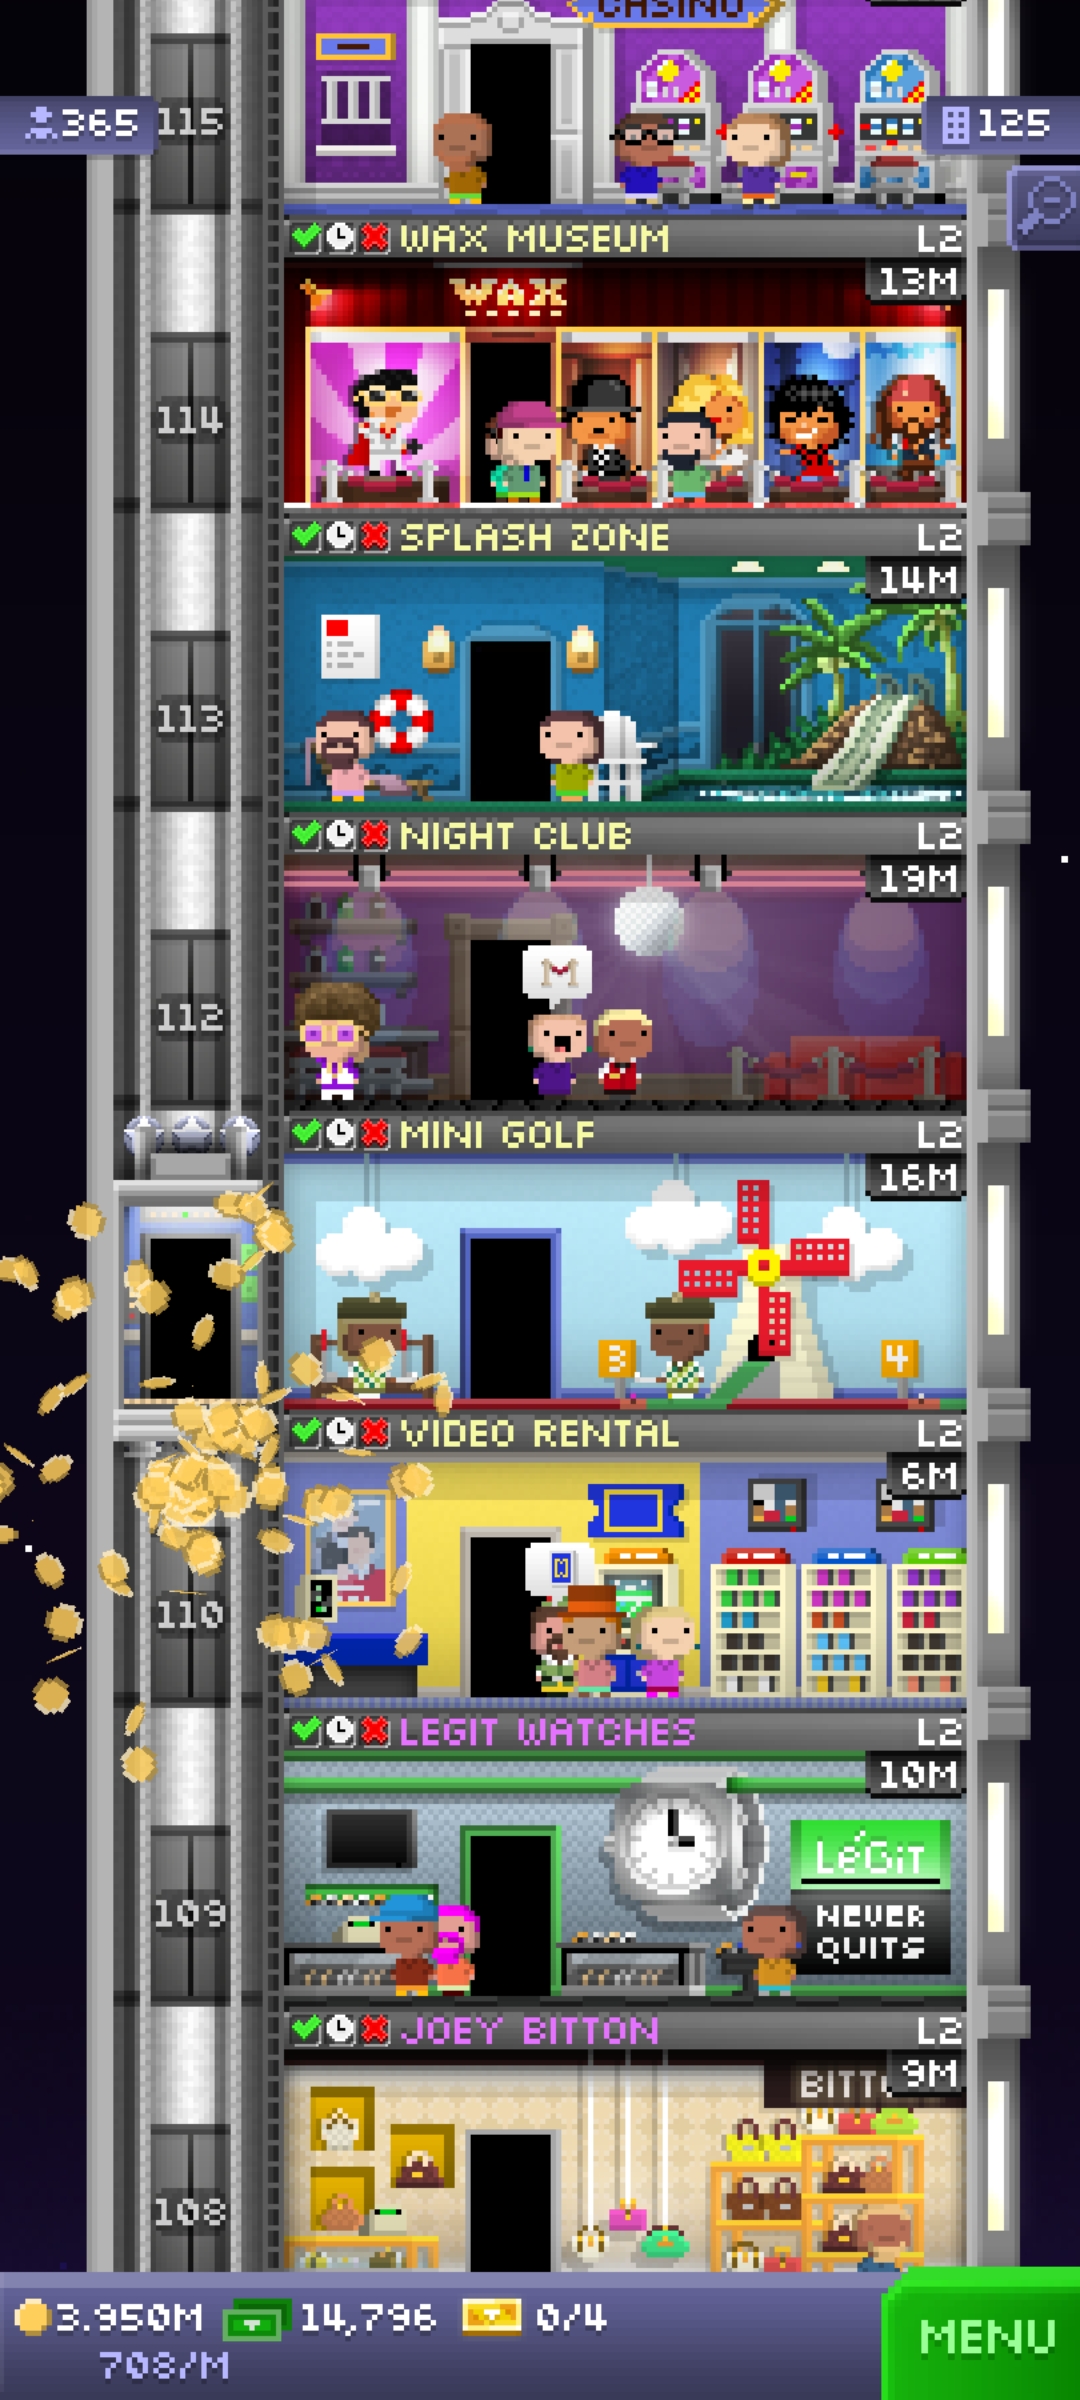 CASINO
365
115
125
WAX MUSEUM
L2
13M
WAX
114
SPLASH ZONE
L2
14M
113
NIGHT CLUB
L2
19M
112
MINI GOLF
L2
16M
3
4
VIDEO RENTAL
L2
6M
110
LEGIT WATCHES
L2
10M
LéGiT
NEVER
QUITS
109
JOEY BITTON
L2
9M
108
3.950M
14,796
0/4
708/M
MENU